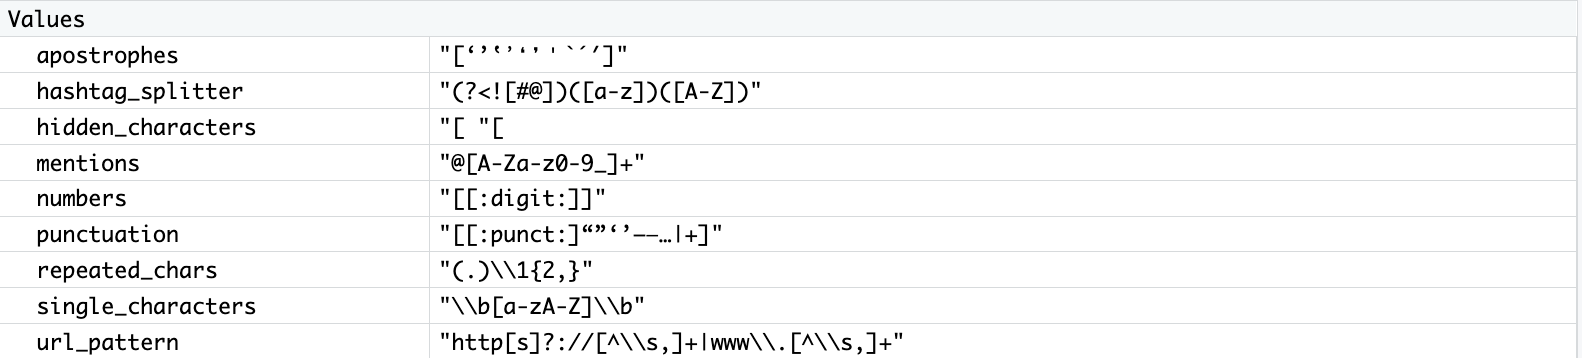 Values
apostrophes "[‘’‛՚‘❜＇`´′]"
hashtag_splitter "(?<![#@])([a-z])([A-Z])"
hidden_characters "[ "[
mentions "@[A-Za-z0-9_]+"
numbers "[[:digit:]]"
punctuation "[[:punct:]“”‘’–—…|+]"
repeated_chars "(.)\\1{2,}"
single_characters "\\b[a-zA-Z]\\b"
url_pattern "http[s]?://[^\\s,]+|www\\.[^\\s,]+"